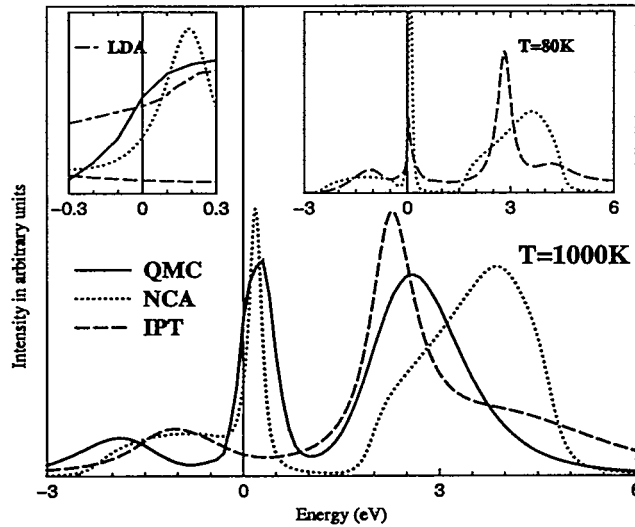 LDA
-0.3
0
0.3
T=80K
-3
0
3
6
T=1000K
QMC
NCA
IPT
Intensity in arbitrary units
-3
0
3
6
Energy (eV)